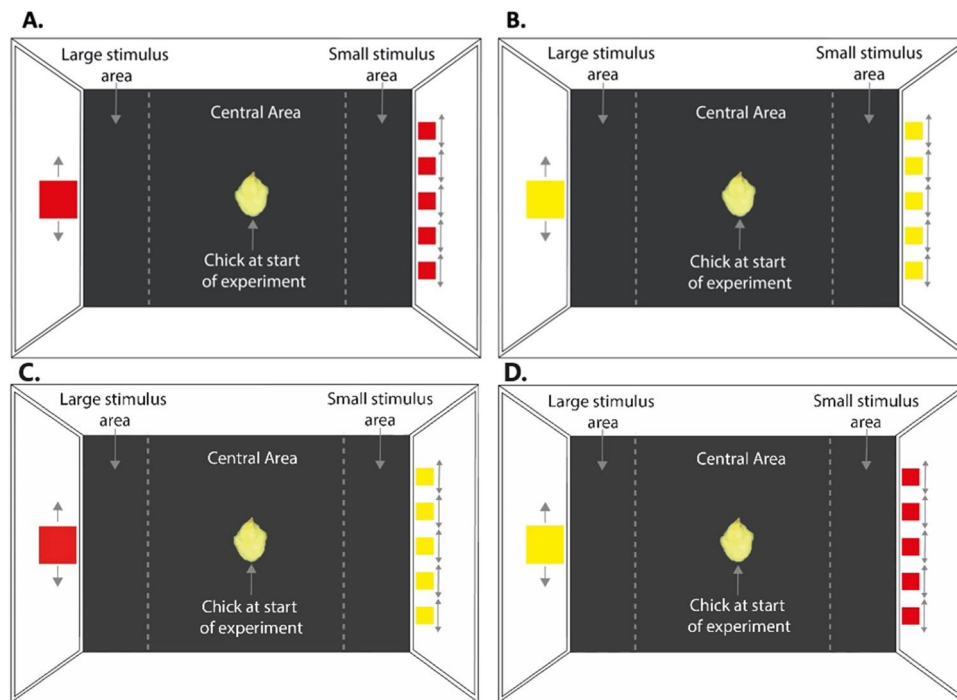 A.
Large stimulus
area
Small stimulus
area
Central Area
Chick at start
of experiment
B.
Large stimulus
area
Small stimulus
area
Central Area
Chick at start
of experiment
C.
Large stimulus
area
Small stimulus
area
Central Area
Chick at start
of experiment
D.
Large stimulus
area
Small stimulus
area
Central Area
Chick at start
of experiment